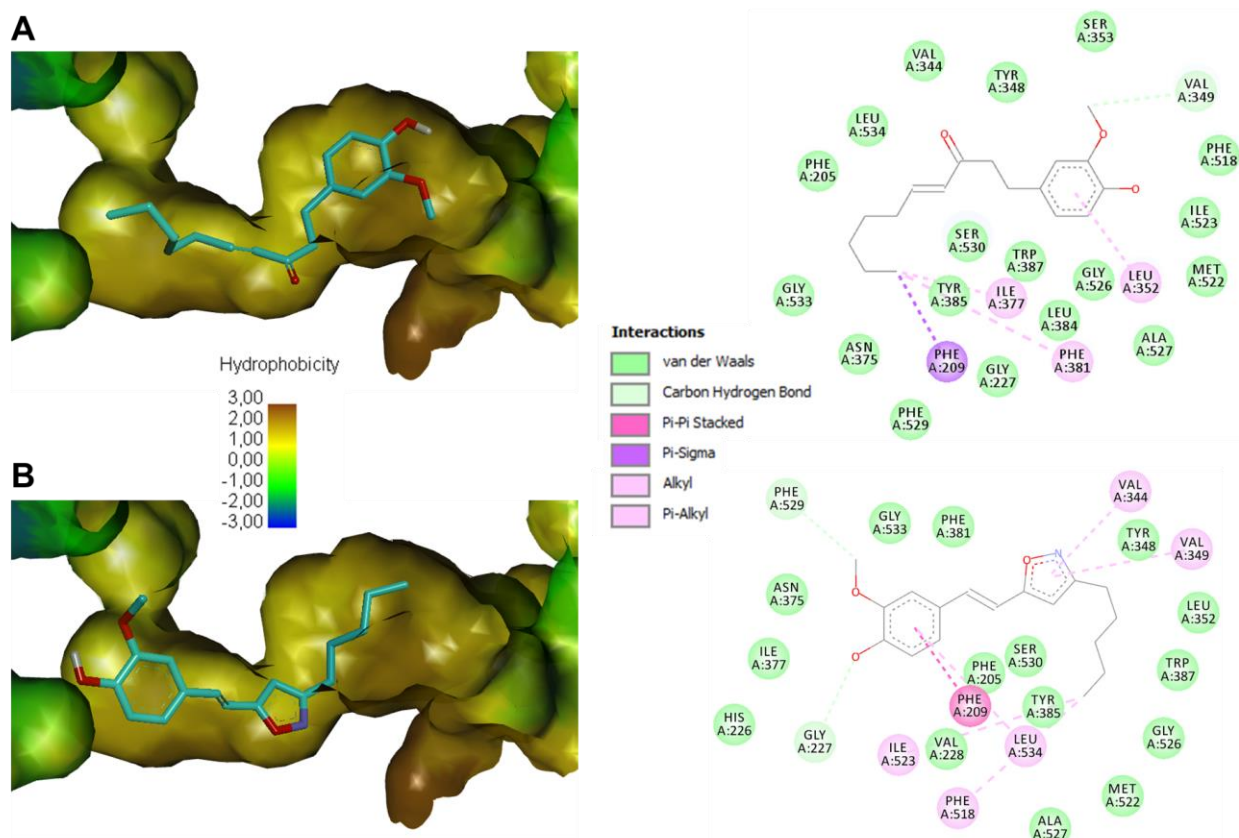 A
SER
A:353
VAL
A:344
TYR
A:348
VAL
A:349
LEU
A:534
PHE
A:205
PHE
A:518
O
O
O
ILE
A:523
SER
A:530
TRP
A:387
GLY
A:526
LEU
A:352
MET
A:522
GLY
A:533
TYR
A:385
ILE
A:377
LEU
A:384
ALA
A:527
ASN
A:375
PHE
A:209
GLY
A:227
PHE
A:381
PHE
A:529
Hydrophobicity
3,00
2,00
1,00
0,00
-1,00
-2,00
-3,00
Interactions
van der Waals
Carbon Hydrogen Bond
Pi-Pi Stacked
Pi-Sigma
Alkyl
Pi-Alkyl
B
PHE
A:529
GLY
A:533
PHE
A:381
VAL
A:344
TYR
A:348
VAL
A:349
O
N
O
O
ASN
A:375
LEU
A:352
ILE
A:377
PHE
A:205
SER
A:530
TRP
A:387
HIS
A:226
GLY
A:227
PHE
A:209
TYR
A:385
ILE
A:523
VAL
A:228
LEU
A:534
GLY
A:526
PHE
A:518
MET
A:522
ALA
A:527